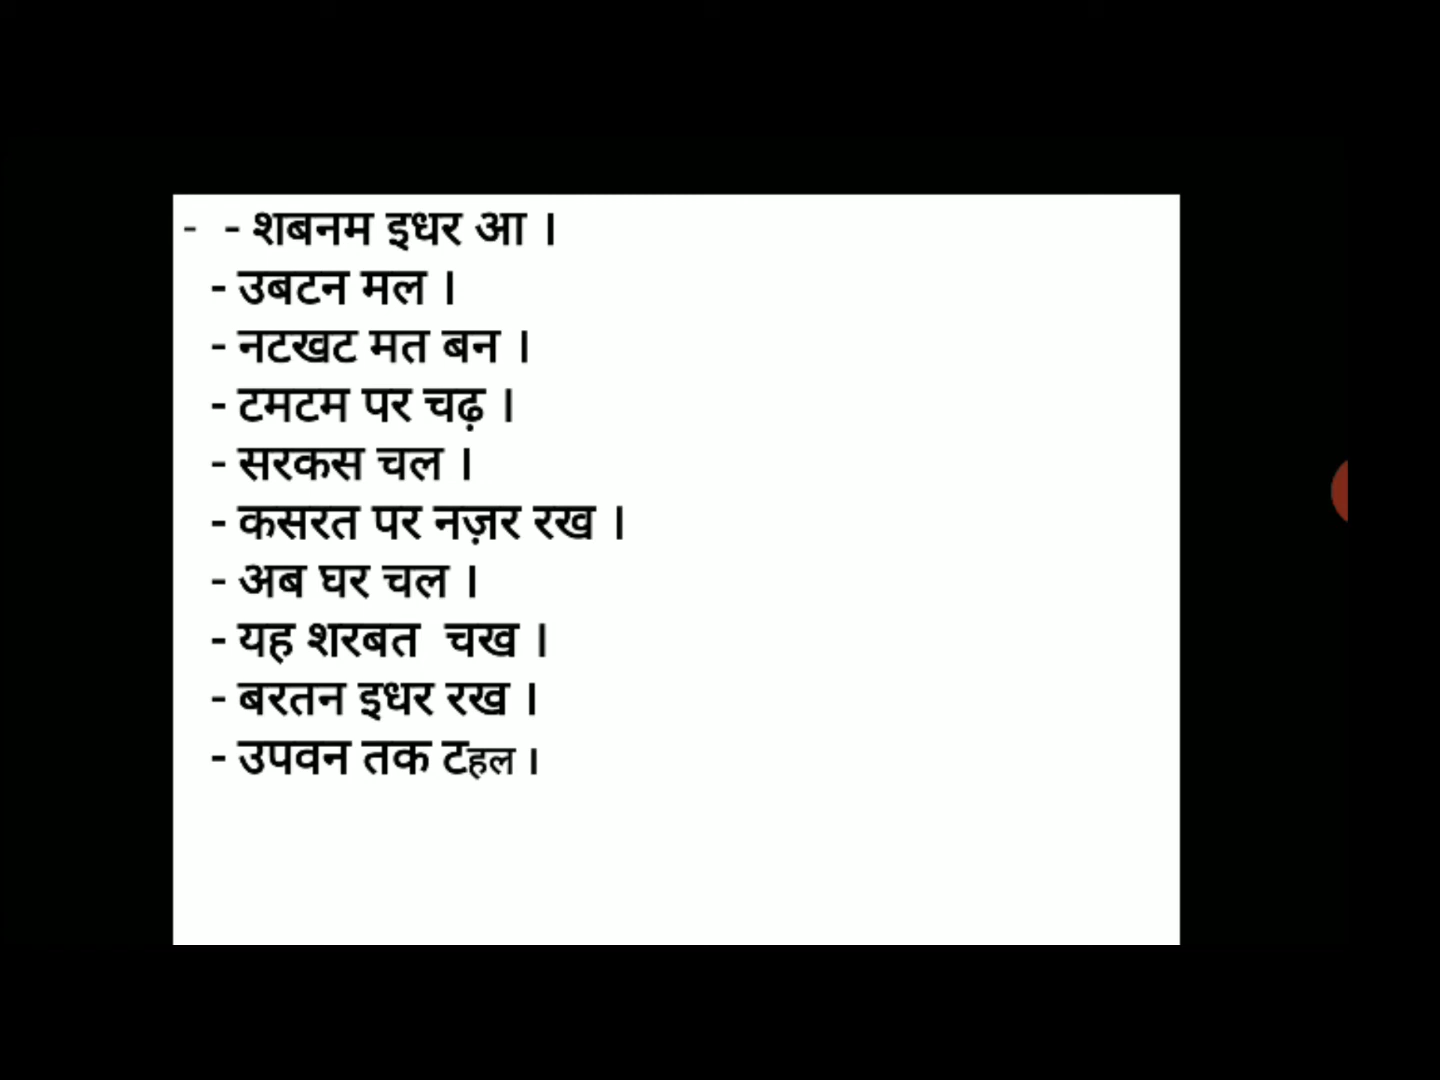 -  - शबनम इधर आ ।
- उबटन मल ।
- नटखट मत बन ।
- टमटम पर चढ़ ।
- सरकस चल ।
- कसरत पर नज़र रख ।
- अब घर चल ।
- यह शरबत  चख ।
- बरतन इधर रख ।
- उपवन तक टहल ।